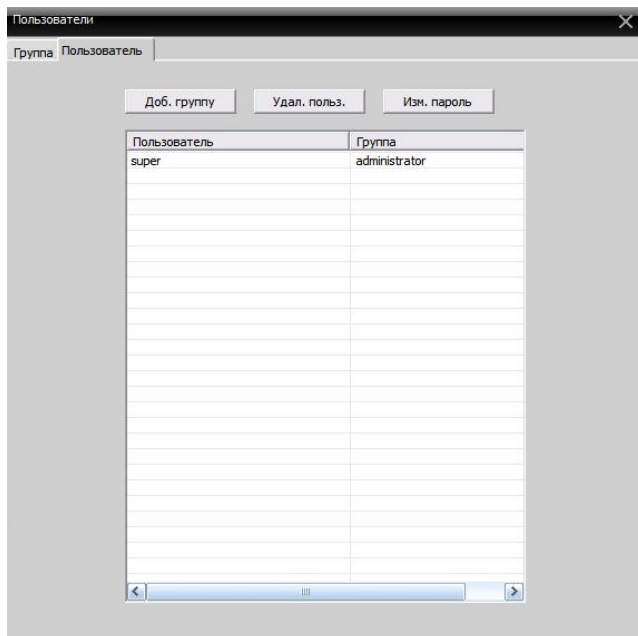 Пользователи
Группа Пользователь
Доб. группу Удал. польз. Изм. пароль
Пользователь Группа
super administrator